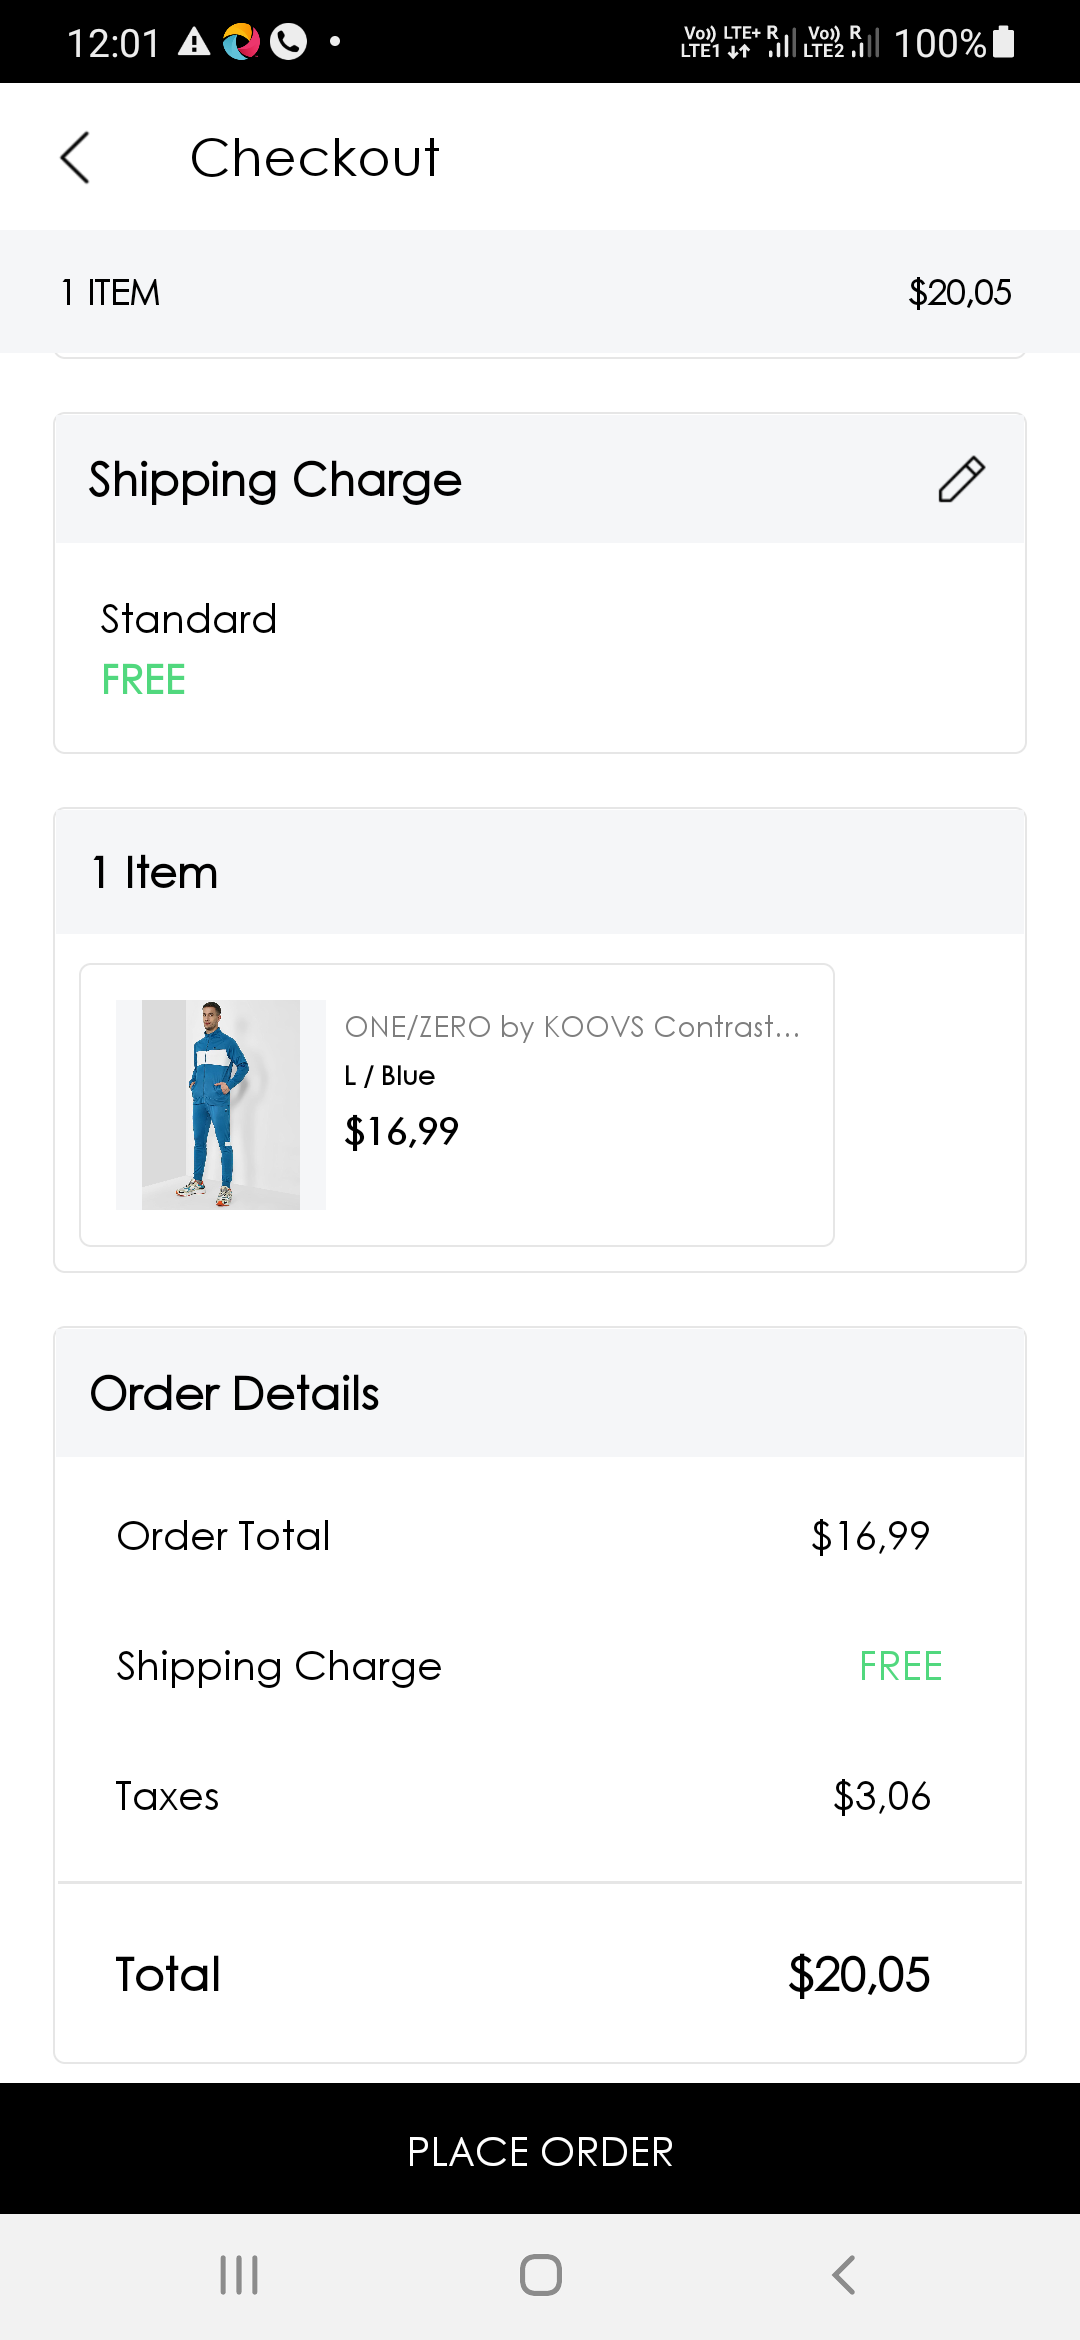 12:01
Vo)) LTE+ R Vo)) R
LTE1 LTE2
100%
Checkout
1 ITEM $20,05
Shipping Charge
Standard
FREE
1 Item
ONE/ZERO by KOOVS Contrast...
L / Blue
$16,99
Order Details
Order Total $16,99
Shipping Charge FREE
Taxes $3,06
Total $20,05
PLACE ORDER